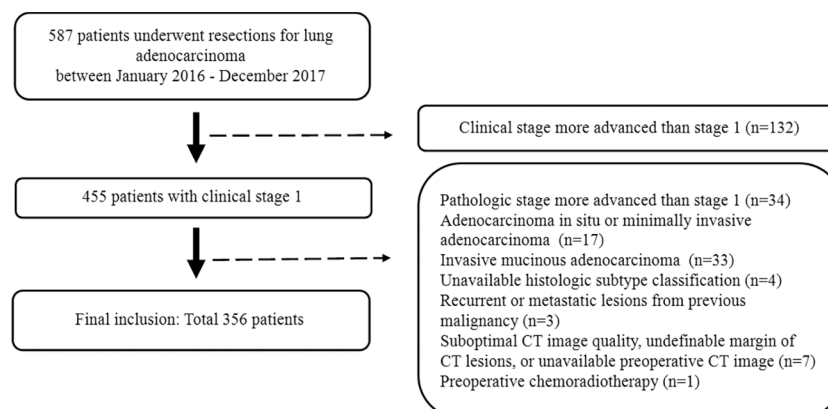 587 patients underwent resections for lung
adenocarcinoma
between January 2016 - December 2017
Clinical stage more advanced than stage 1 (n=132)
455 patients with clinical stage 1
Pathologic stage more advanced than stage 1 (n=34)
Adenocarcinoma in situ or minimally invasive
adenocarcinoma (n=17)
Invasive mucinous adenocarcinoma (n=33)
Unavailable histologic subtype classification (n=4)
Recurrent or metastatic lesions from previous
malignancy (n=3)
Suboptimal CT image quality, undefinable margin of
CT lesions, or unavailable preoperative CT image (n=7)
Preoperative chemoradiotherapy (n=1)
Final inclusion: Total 356 patients